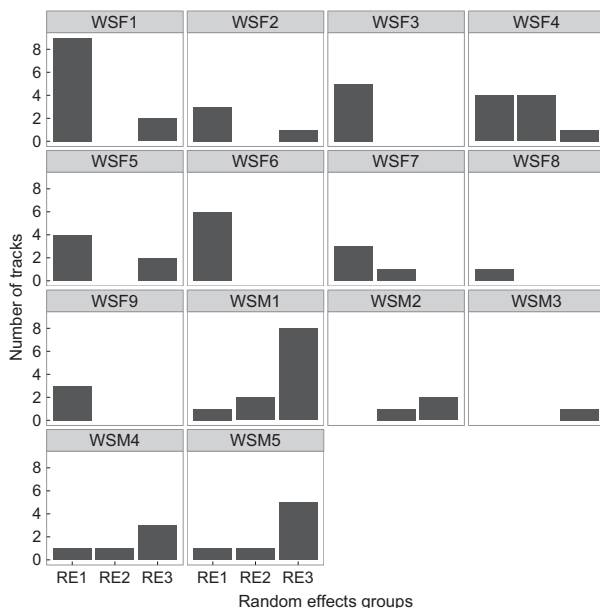 WSF1 WSF2 WSF3 WSF4
8
6
4
2
0
WSF5 WSF6 WSF7 WSF8
8
6
4
2
0
WSF9 WSM1 WSM2 WSM3
8
6
4
2
0
WSM4 WSM5
8
6
4
2
0
RE1 RE2 RE3 RE1 RE2 RE3
Number of tracks
Random effects groups